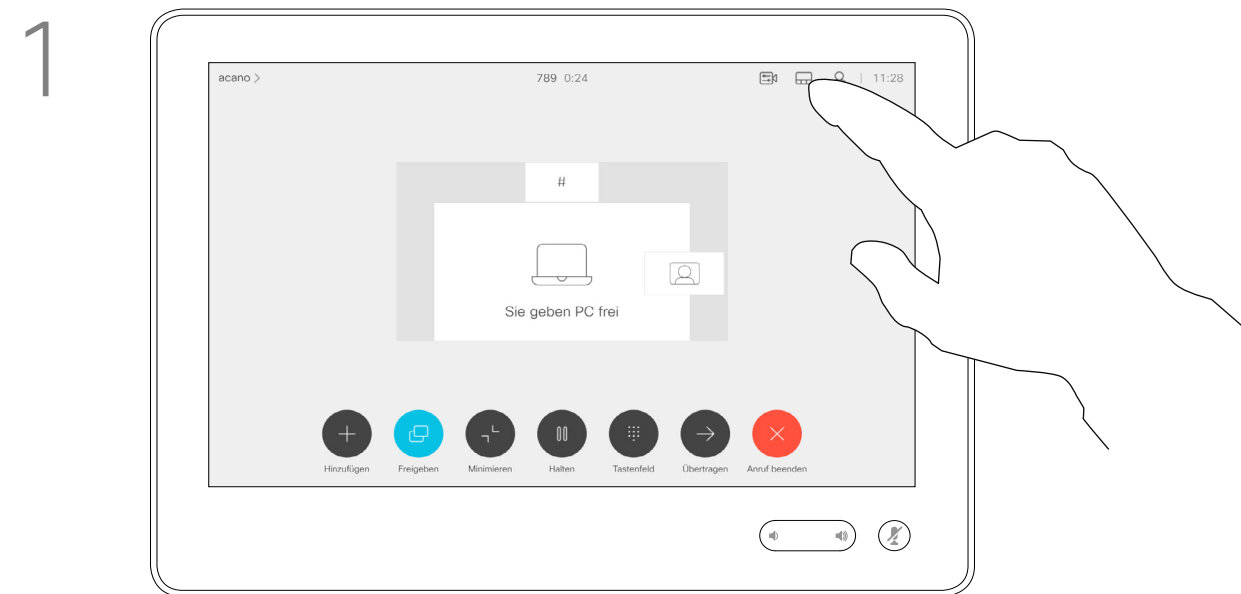 1
acano >
789 0:24
11:28
#
Sie geben PC frei
Hinzufügen
Freigeben
Minimieren
Halten
Tastenfeld
Übertragen
Anruf beenden